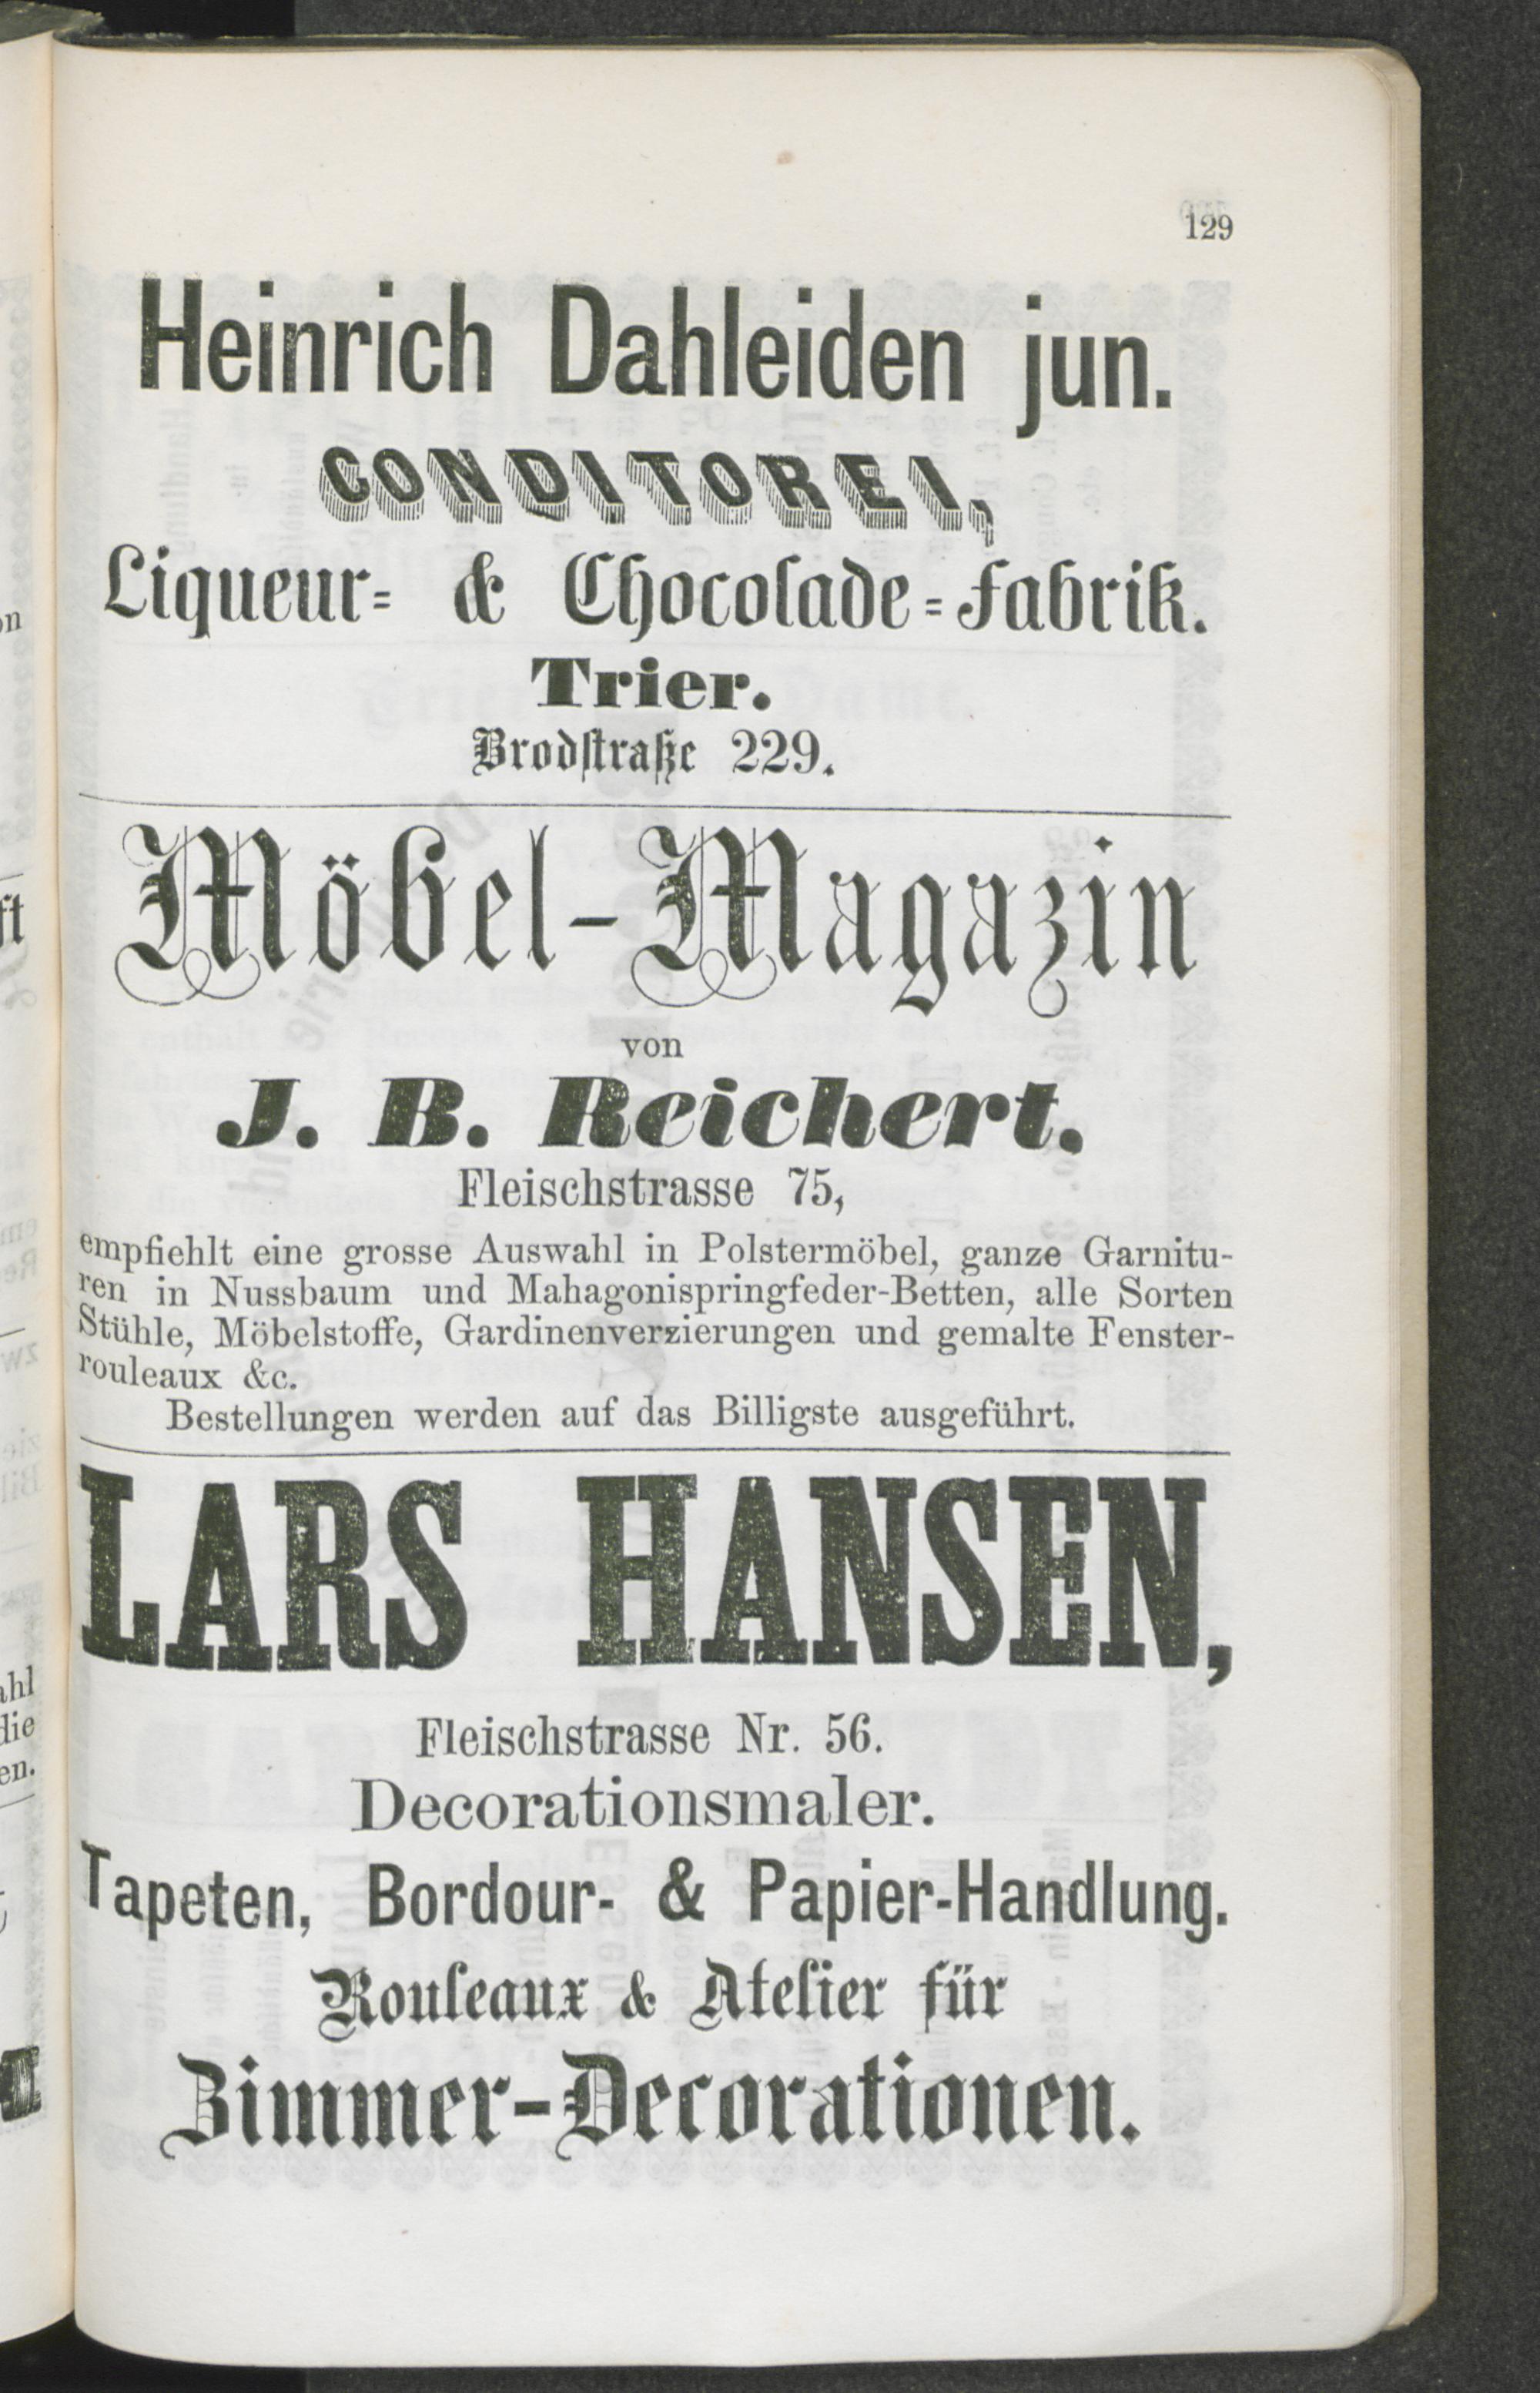 129
Heinrich Dahleiden jun.
CONDITOREI,
Liqueur- & Chocolade-Fabrik.
Trier.
Brodstraße 229.
Möbel-Magazin
von
J. B. Reichert.
Fleischstrasse 75,
empfiehlt eine grosse Auswahl in Polstermöbel, ganze Garnitu-
ren in Nussbaum und Mahagonispringfeder-Betten, alle Sorten
Stühle, Möbelstoffe, Gardinenverzierungen und gemalte Fenster-
rouleaux &c.
Bestellungen werden auf das Billigste ausgeführt.
LARS HANSEN,
Fleischstrasse Nr. 56.
Decorationsmaler.
Tapeten, Bordour- & Papier-Handlung.
Rouleaux & Atelier für
Zimmer-Decorationen.